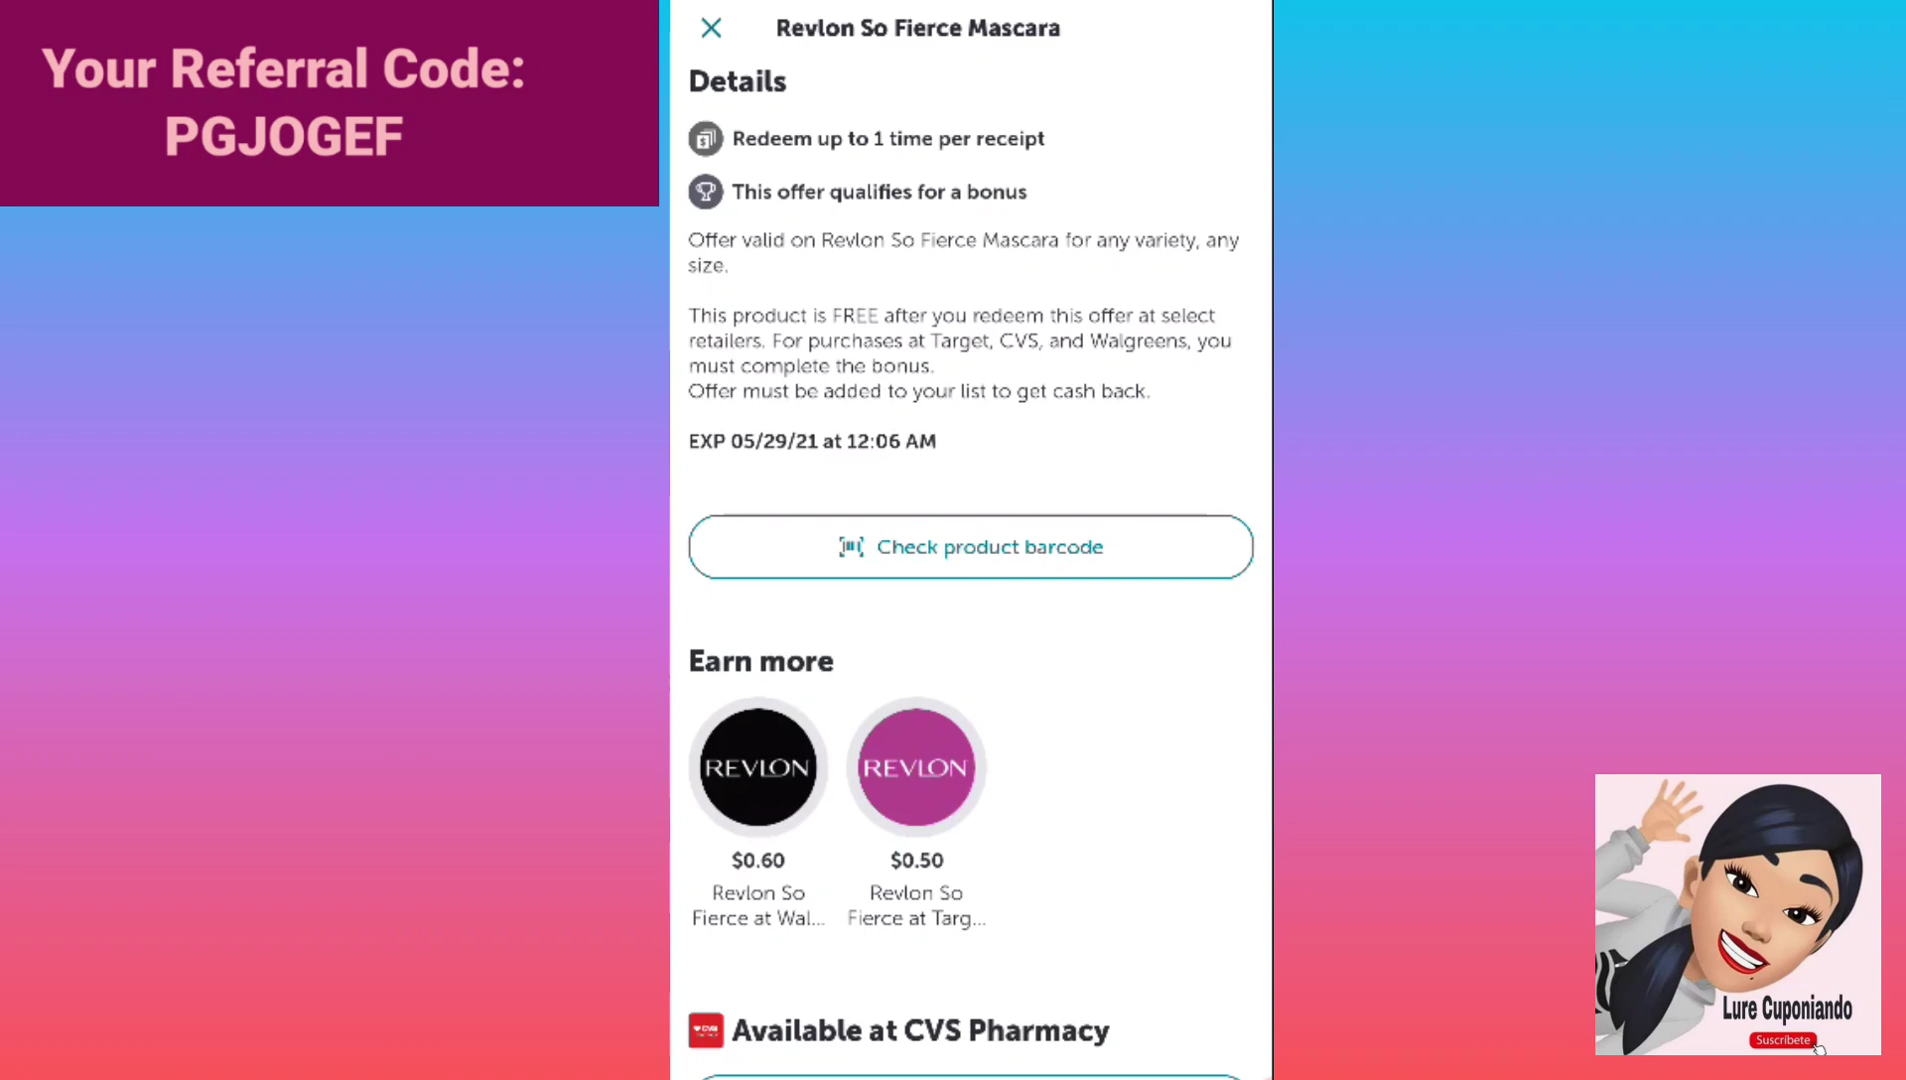 Your Referral Code:
PGJOGEF
Revlon So Fierce Mascara
Details
Redeem up to 1 time per receipt
This offer qualifies for a bonus
Offer valid on Revlon So Fierce Mascara for any variety, any
size.
This product is FREE after you redeem this offer at select
retailers. For purchases at Target, CVS, and Walgreens, you
must complete the bonus.
Offer must be added to your list to get cash back.
EXP 05/29/21 at 12:06 AM
Check product barcode
Earn more
REVLON
REVLON
$0.60
$0.50
Revlon So
Fierce at Wal...
Revlon So
Fierce at Targ...
CVS
Available at CVS Pharmacy
Lure Cuponiando
Suscribete